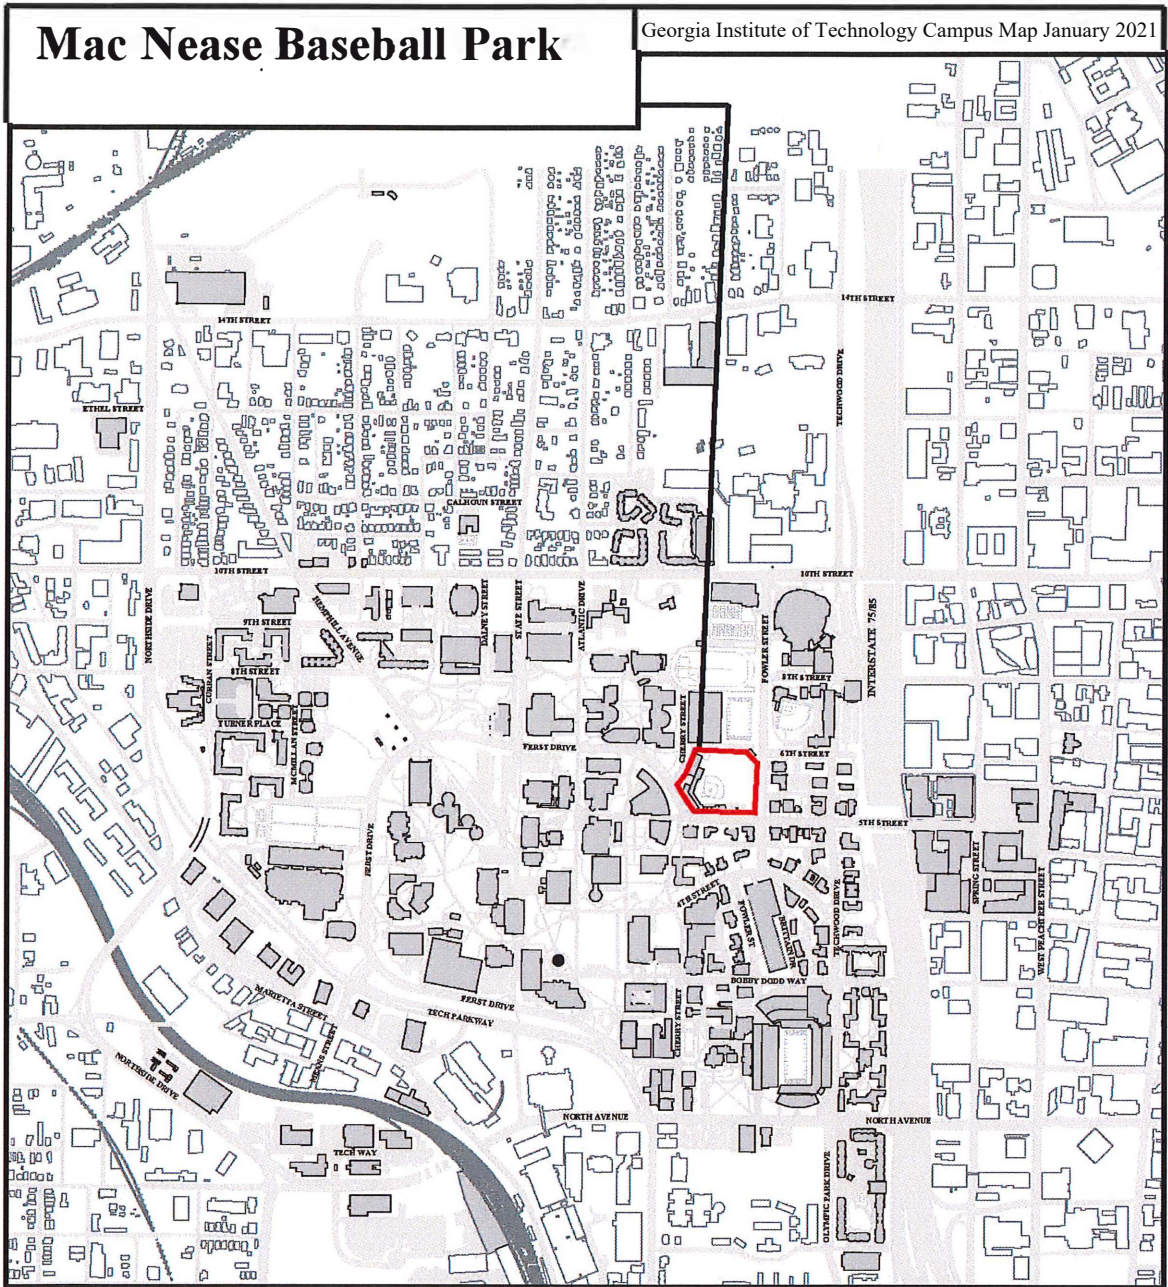 Mac Nease Baseball Park
Georgia Institute of Technology Campus Map January 2021
14TH STREET
14TH STREET
TECHWOOD DRIVE
ETHEL STREET
CALHOUN STREET
10TH STREET
10TH STREET
NORTHSIDE DRIVE
HEMPHILL AVENUE
DALNEY STREET
STATE STREET
ATLANTIC DRIVE
FOWLER STREET
INTERSTATE 75/85
9TH STREET
CURRAN STREET
8TH STREET
8TH STREET
TURNER PLACE
MCMILLAN STREET
CHERRY STREET
FERST DRIVE
6TH STREET
5TH STREET
FERST DRIVE
SPRING STREET
WEST PEACHTREE STREET
4TH STREET
FOWLER ST
BRITTAIN DR
TECHWOOD DRIVE
BOBBY DODD WAY
MARIETTA STREET
FERST DRIVE
TECH PARKWAY
CHERRY STREET
MEANS STREET
NORTHSIDE DRIVE
NORTH AVENUE
NORTH AVENUE
TECH WAY
OLYMPIC PARK DRIVE